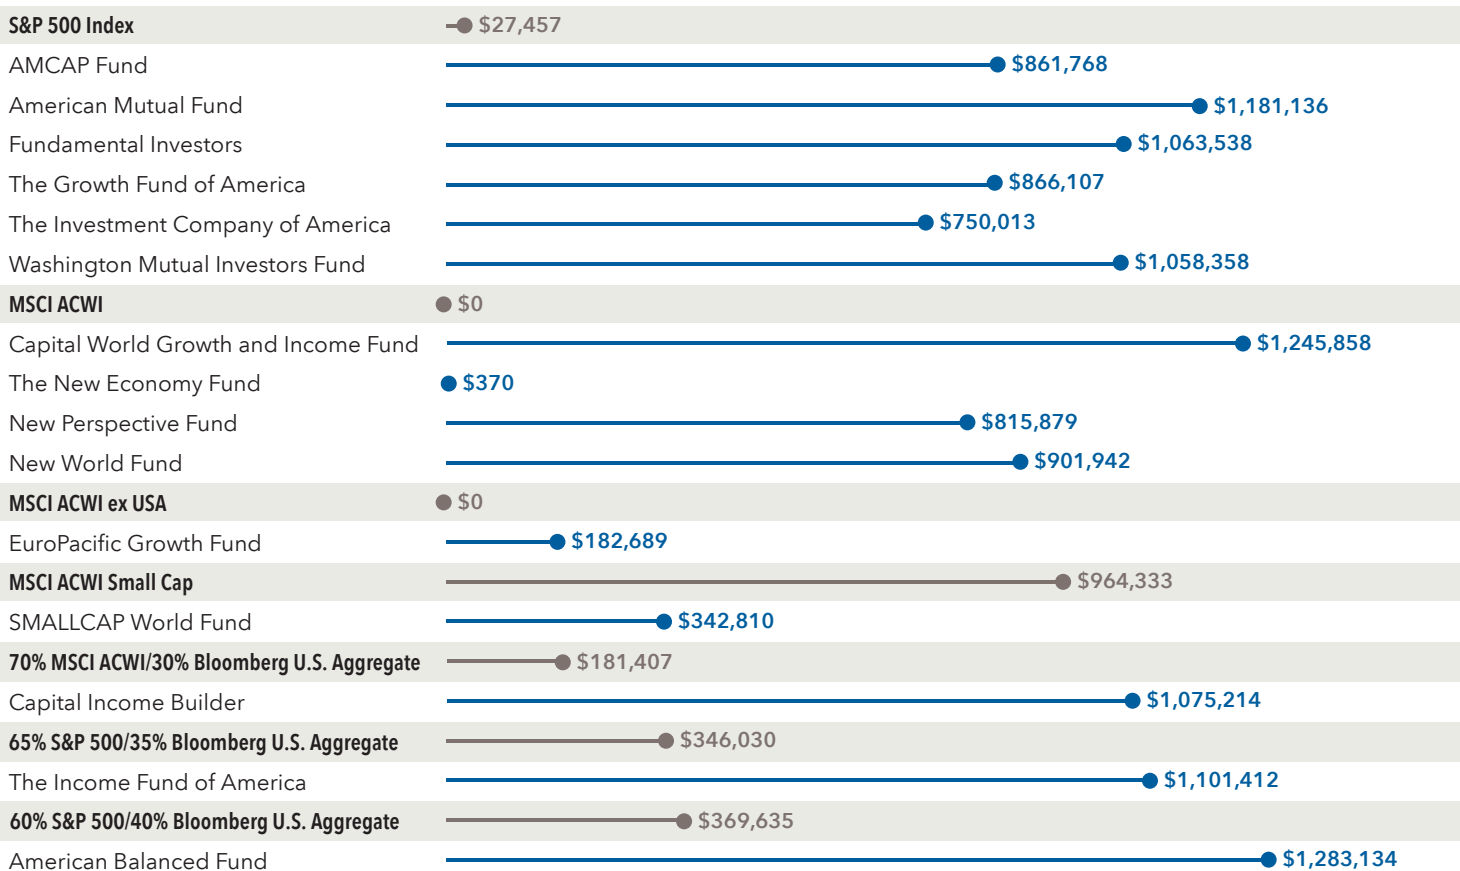 S&P 500 Index $27,457
AMCAP Fund $861,768
American Mutual Fund $1,181,136
Fundamental Investors $1,063,538
The Growth Fund of America $866,107
The Investment Company of America $750,013
Washington Mutual Investors Fund $1,058,358
MSCI ACWI $0
Capital World Growth and Income Fund $1,245,858
The New Economy Fund $370
New Perspective Fund $815,879
New World Fund $901,942
MSCI ACWI ex USA $0
EuroPacific Growth Fund $182,689
MSCI ACWI Small Cap $964,333
SMALLCAP World Fund $342,810
70% MSCI ACWI/30% Bloomberg U.S. Aggregate $181,407
Capital Income Builder $1,075,214
65% S&P 500/35% Bloomberg U.S. Aggregate $346,030
The Income Fund of America $1,101,412
60% S&P 500/40% Bloomberg U.S. Aggregate $369,635
American Balanced Fund $1,283,134